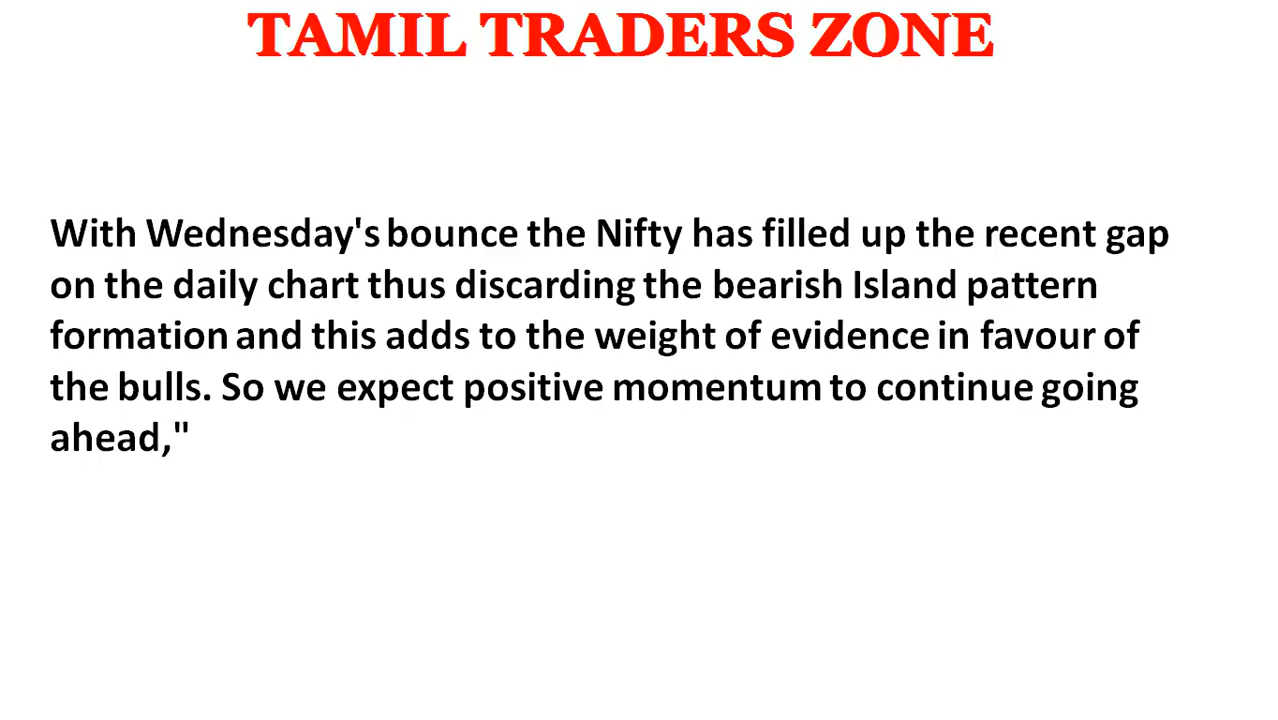 TAMIL TRADERS ZONE
With Wednesday's bounce the Nifty has filled up the recent gap
on the daily chart thus discarding the bearish Island pattern
formation and this adds to the weight of evidence in favour of
the bulls. So we expect positive momentum to continue going
ahead,"